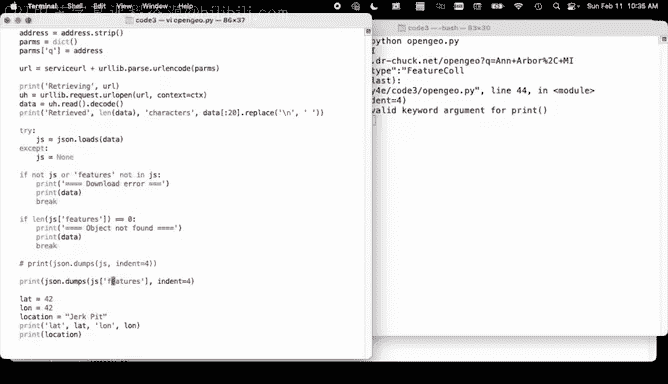 Terminal Shell Edit View Window Help
Sun Feb 11 10:35 AM
code3 — vi opengeo.py — 86×37
address = address.strip()
parms = dict()
parms['q'] = address
url = serviceurl + urllib.parse.urlencode(parms)
print('Retrieving', url)
uh = urllib.request.urlopen(url, context=ctx)
data = uh.read().decode()
print('Retrieved', len(data), 'characters', data[:20].replace('\n', ' '))
try:
js = json.loads(data)
except:
js = None
if not js or 'features' not in js:
print('==== Download error ===')
print(data)
break
if len(js['features']) == 0:
print('==== Object not found ====')
print(data)
break
# print(json.dumps(js, indent=4))
print(json.dumps(js['features'], indent=4)
lat = 42
lon = 42
location = "Jerk Pit"
print('lat', lat, 'lon', lon)
print(location)
code3 — -bash — 83×30
python opengeo.py
I
.dr-chuck.net/opengeo?q=Ann+Arbor%2C+MI
type":"FeatureColl
last):
y4e/code3/opengeo.py", line 44, in <module>
dent=4)
valid keyword argument for print()